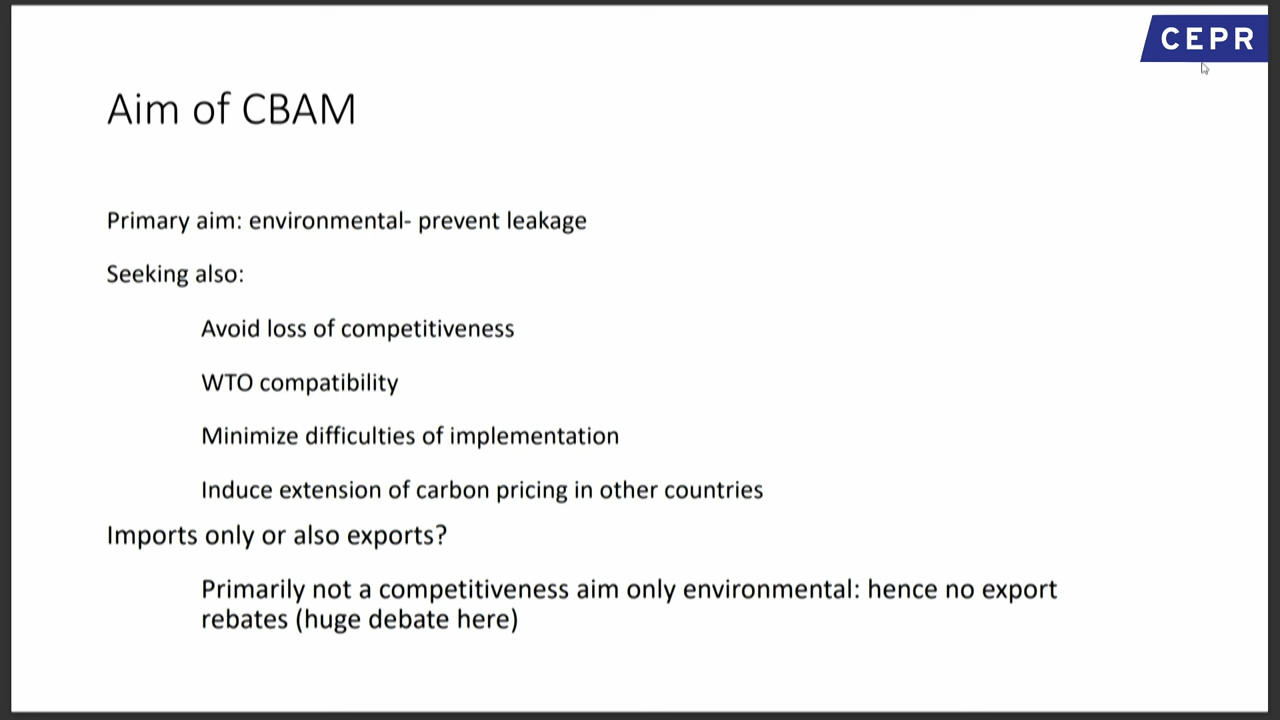 CEPR
Aim of CBAM
Primary aim: environmental- prevent leakage
Seeking also:
Avoid loss of competitiveness
WTO compatibility
Minimize difficulties of implementation
Induce extension of carbon pricing in other countries
Imports only or also exports?
Primarily not a competitiveness aim only environmental: hence no export
rebates (huge debate here)